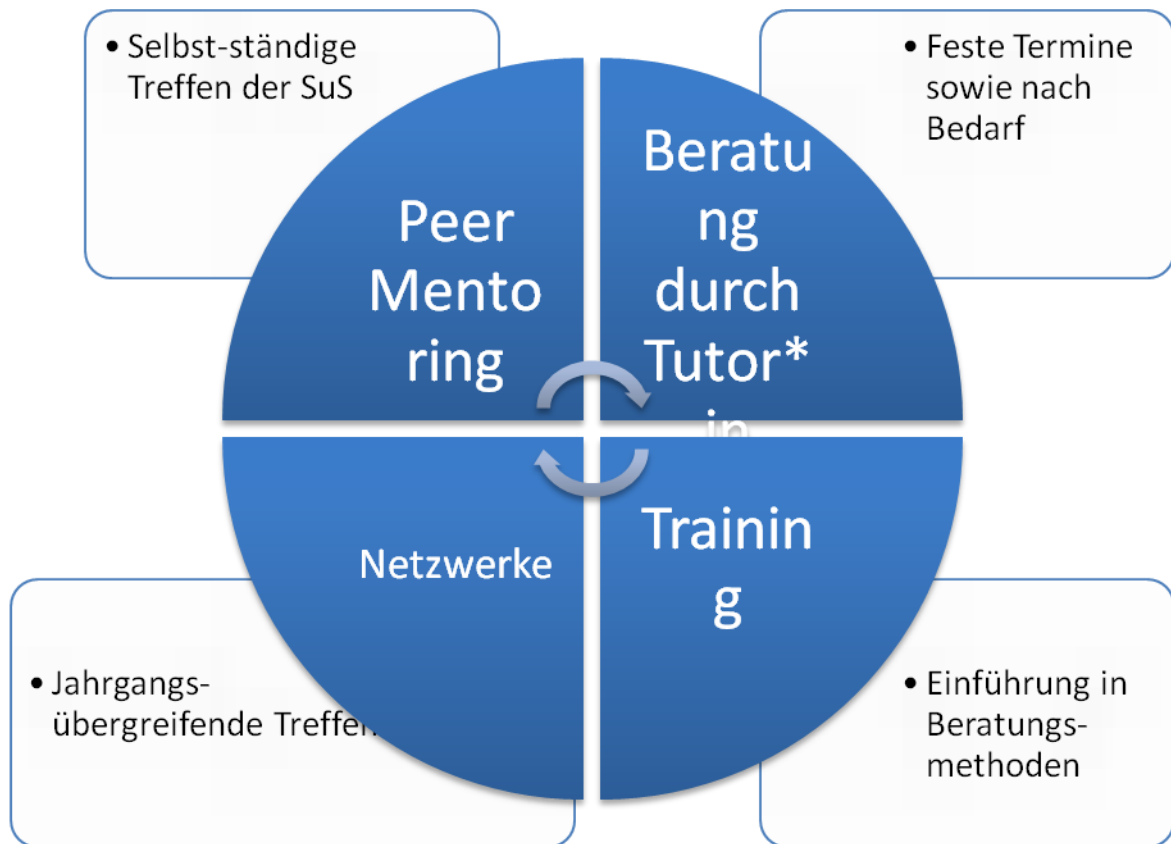 • Selbst-ständige
Treffen der SuS
• Feste Termine
sowie nach
Bedarf
Peer
Mento
ring
Beratu
ng
durch
Tutor*
in
Netzwerke
Trainin
g
• Jahrgangs-
übergreifende Treffen
• Einführung in
Beratungs-
methoden